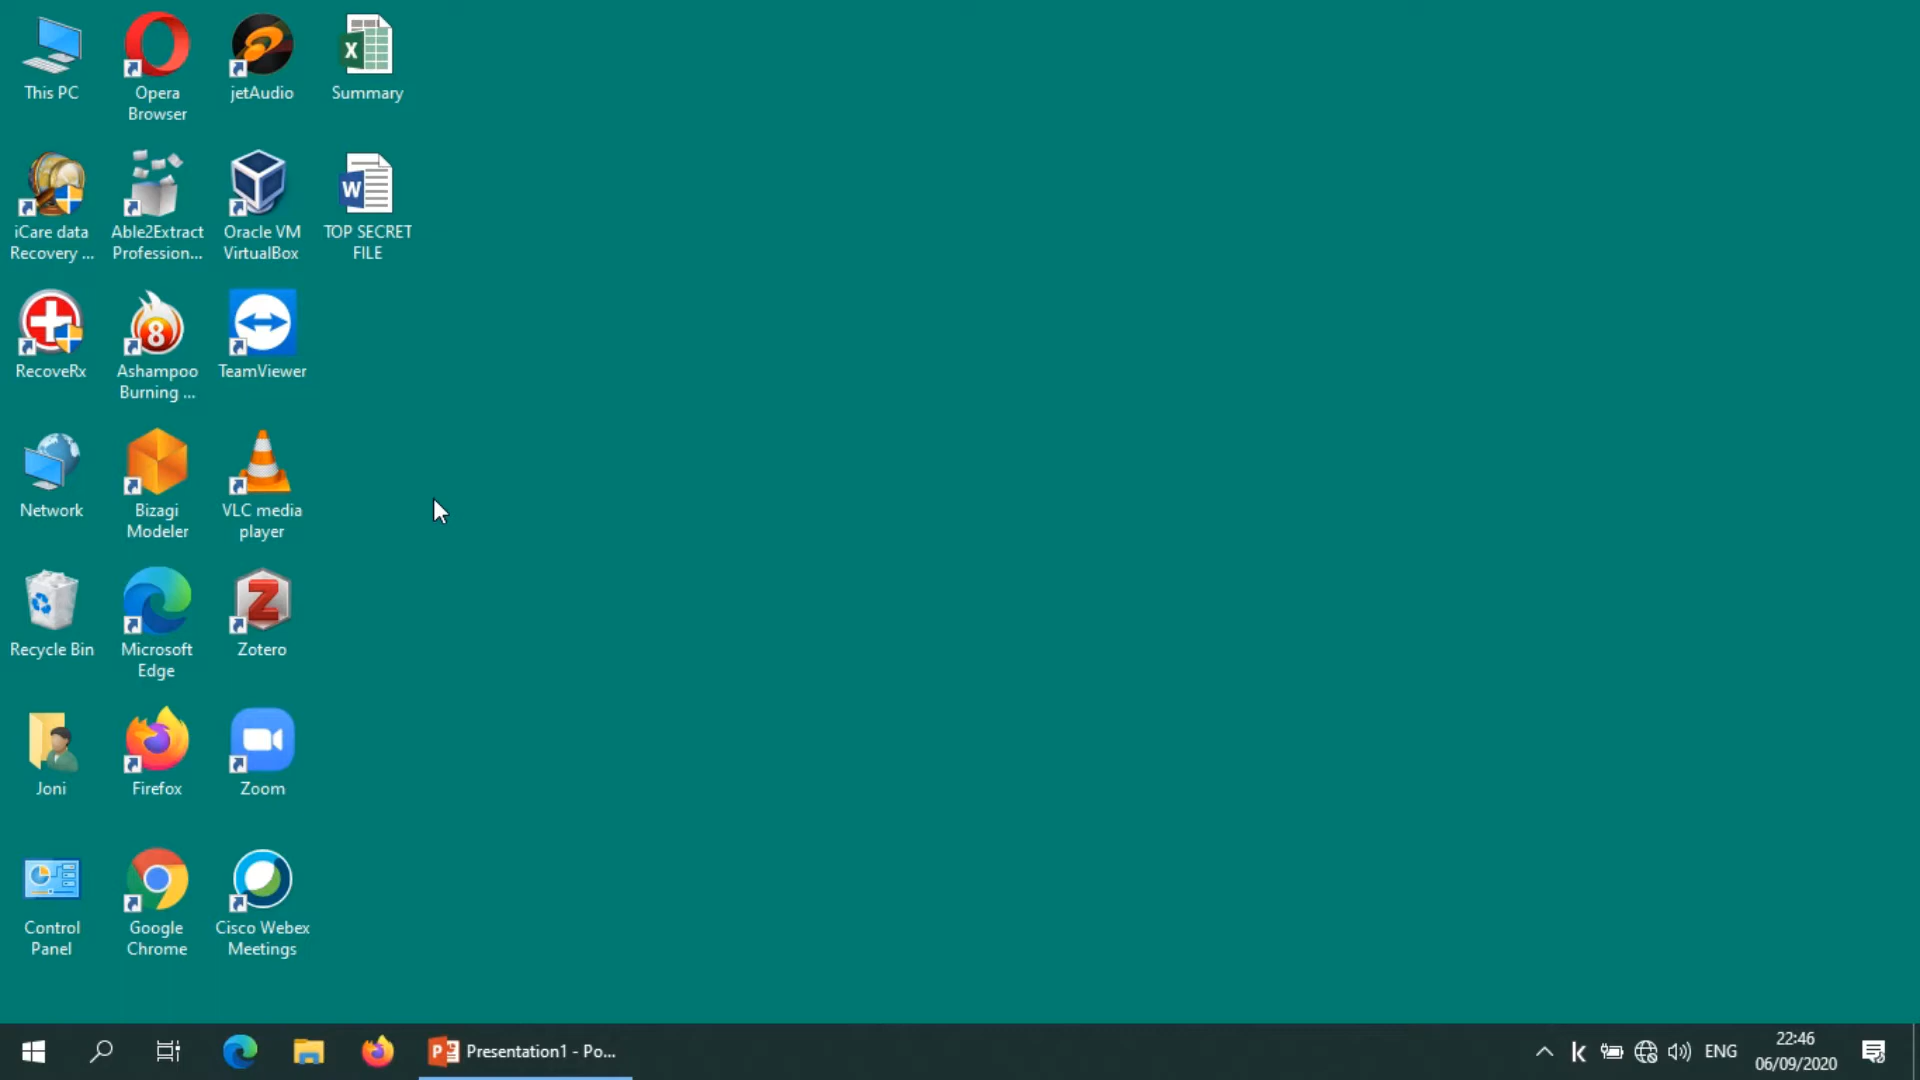 This PC
Opera
Browser
jetAudio
Summary
iCare data
Recovery ...
Able2Extract
Profession...
Oracle VM
VirtualBox
TOP SECRET
FILE
RecoveRx
Ashampoo
Burning ...
TeamViewer
Network
Bizagi
Modeler
VLC media
player
Recycle Bin
Microsoft
Edge
Zotero
Joni
Firefox
Zoom
Control
Panel
Google
Chrome
Cisco Webex
Meetings
Presentation1 - Po...
ENG
22:46
06/09/2020